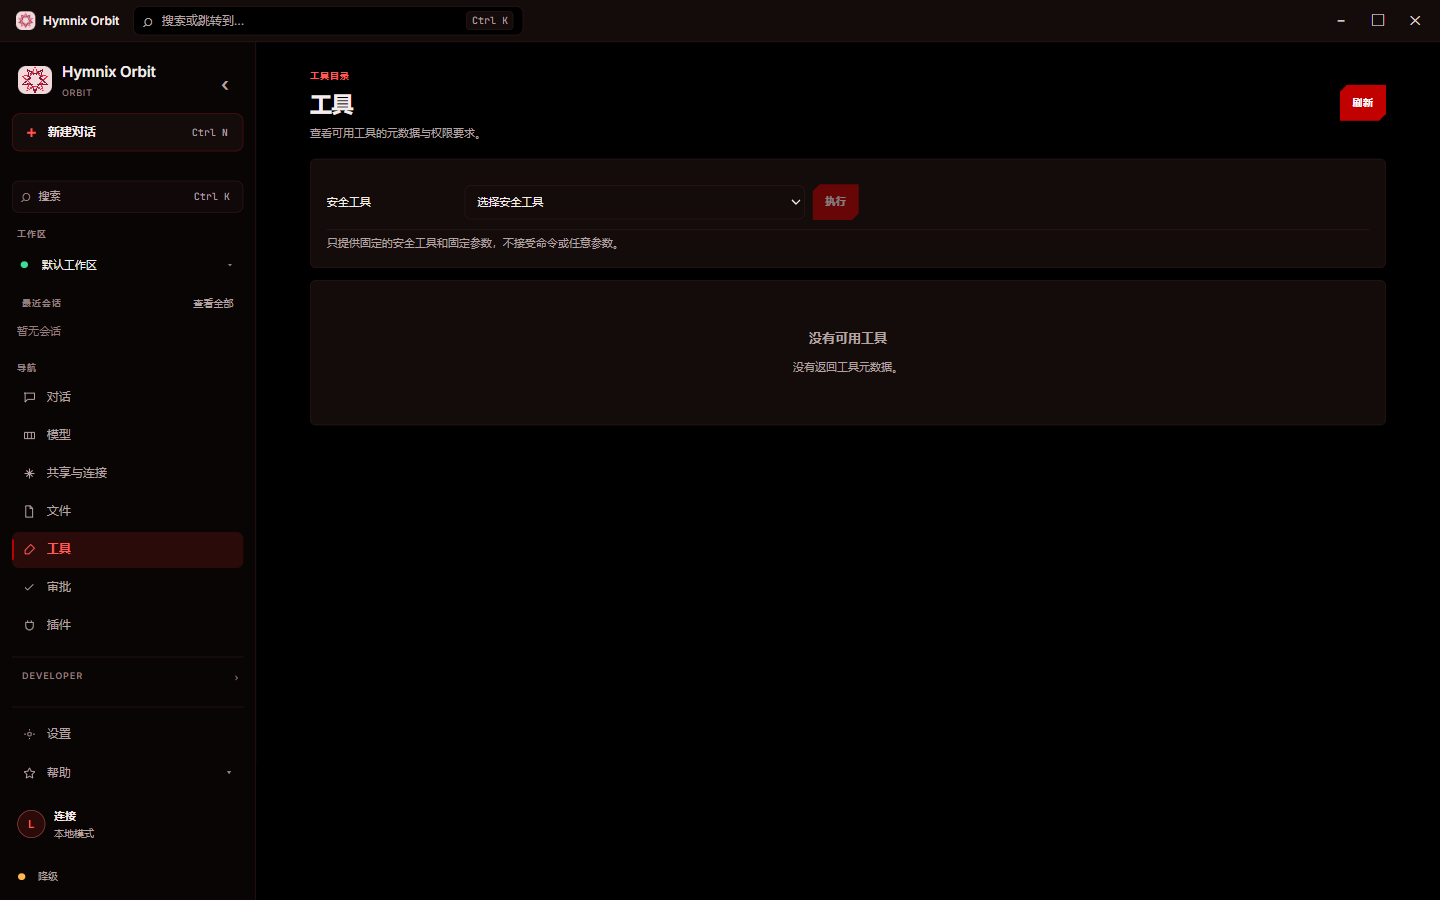 Hymnix Orbit
搜索或跳转到...
Ctrl K
Hymnix Orbit
ORBIT
新建对话
Ctrl N
搜索
Ctrl K
工作区
默认工作区
最近会话
查看全部
暂无会话
导航
对话
模型
共享与连接
文件
工具
审批
插件
DEVELOPER
设置
帮助
L
连接
本地模式
降级
工具目录
工具
查看可用工具的元数据与权限要求。
刷新
安全工具
选择安全工具
执行
只提供固定的安全工具和固定参数，不接受命令或任意参数。
没有可用工具
没有返回工具元数据。